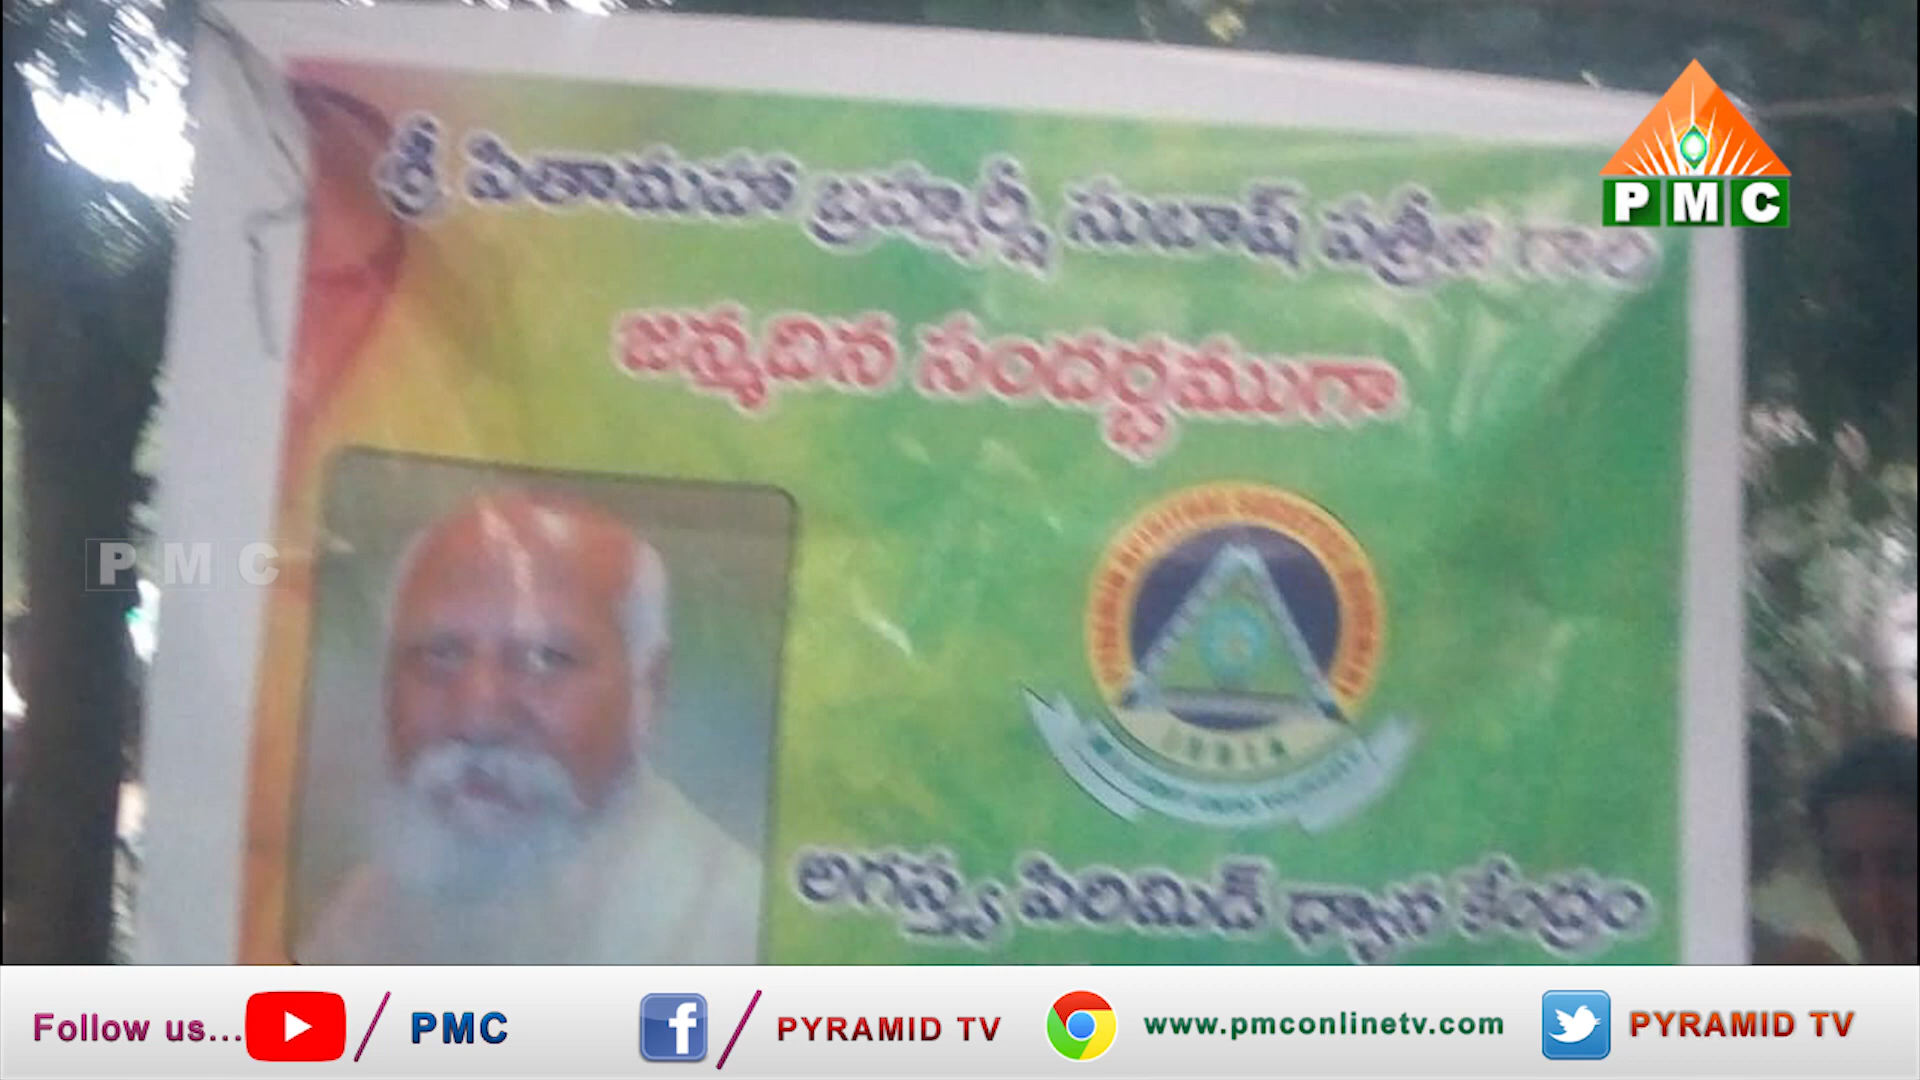 శ్రీ పితామహా బ్రహ్మర్షీ సుభాష్ పత్రీజి గారి
PMC
జన్మదిన సందర్భముగా
PMC
INDIA
అగస్త్య పిరిమిడ్ ధ్యాన కేంద్రం
Follow us... / PMC f / PYRAMID TV www.pmconlinetv.com PYRAMID TV